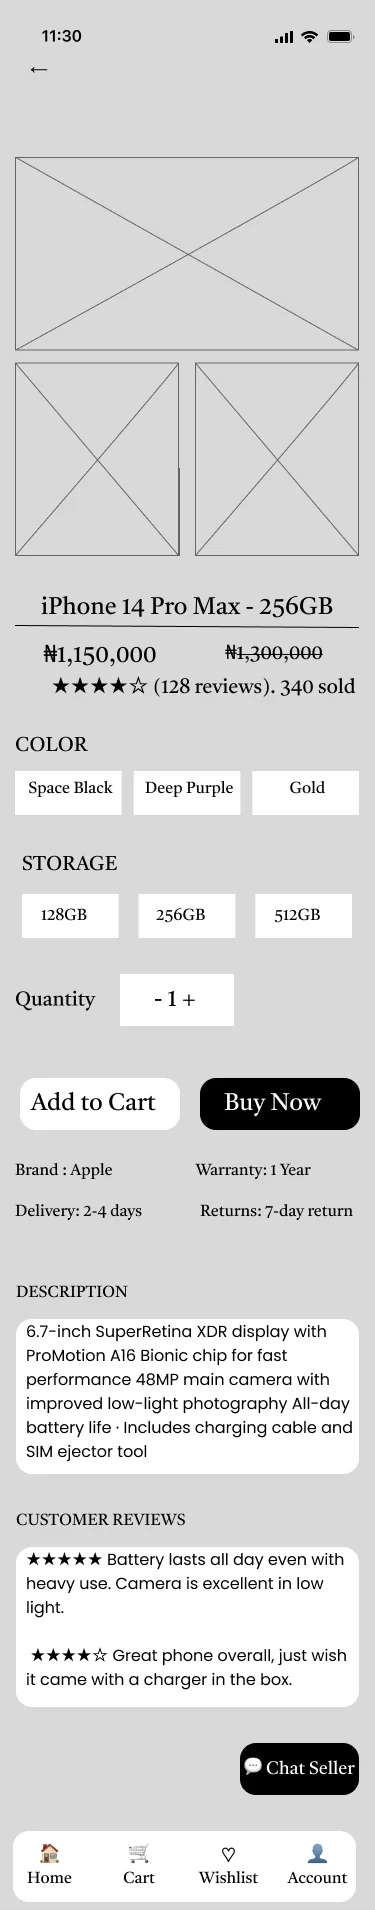 11:30
←
iPhone 14 Pro Max - 256GB
₦1,150,000 ₦1,300,000
★★★★☆ (128 reviews). 340 sold
COLOR
Space Black Deep Purple Gold
STORAGE
128GB 256GB 512GB
Quantity - 1 +
Add to Cart Buy Now
Brand : Apple Warranty: 1 Year
Delivery: 2-4 days Returns: 7-day return
DESCRIPTION
6.7-inch SuperRetina XDR display with
ProMotion A16 Bionic chip for fast
performance 48MP main camera with
improved low-light photography All-day
battery life · Includes charging cable and
SIM ejector tool
CUSTOMER REVIEWS
★★★★★ Battery lasts all day even with
heavy use. Camera is excellent in low
light.
★★★★☆ Great phone overall, just wish
it came with a charger in the box.
💬 Chat Seller
🏠 🛒 ♡ 👤
Home Cart Wishlist Account